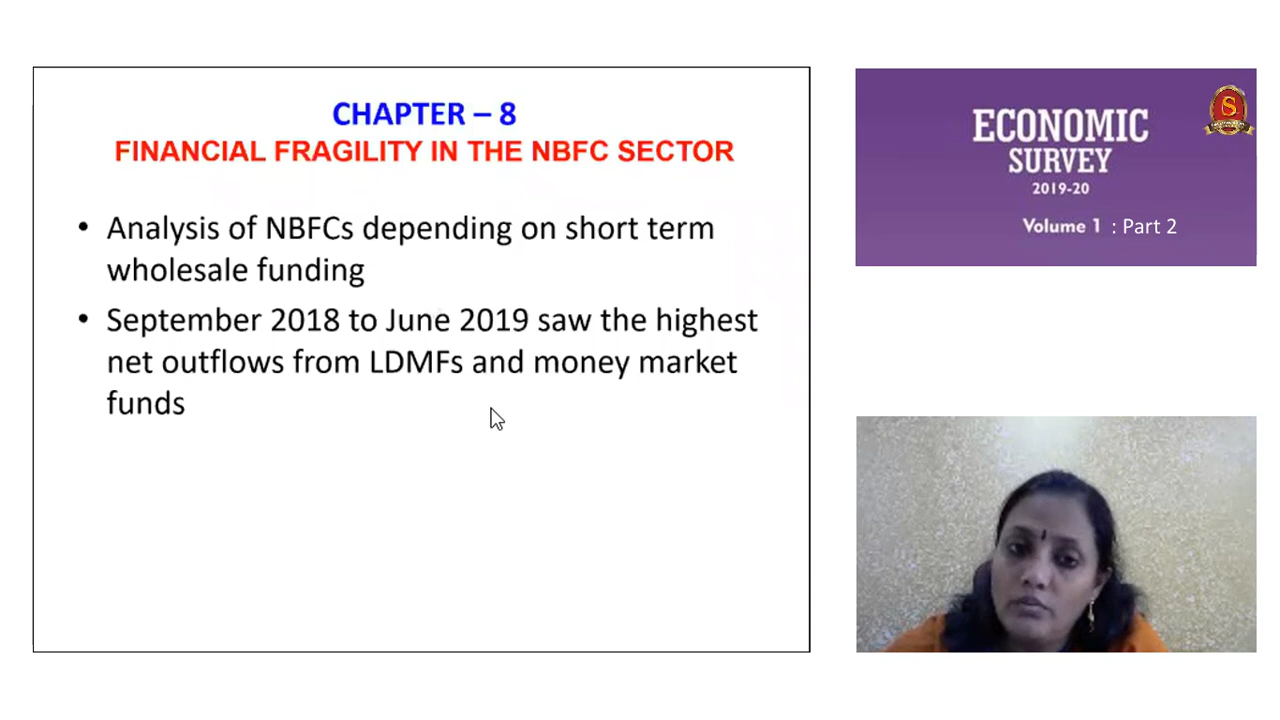 CHAPTER – 8
FINANCIAL FRAGILITY IN THE NBFC SECTOR
• Analysis of NBFCs depending on short term
wholesale funding
• September 2018 to June 2019 saw the highest
net outflows from LDMFs and money market
funds
ECONOMIC
SURVEY
2019-20
Volume 1 : Part 2
S